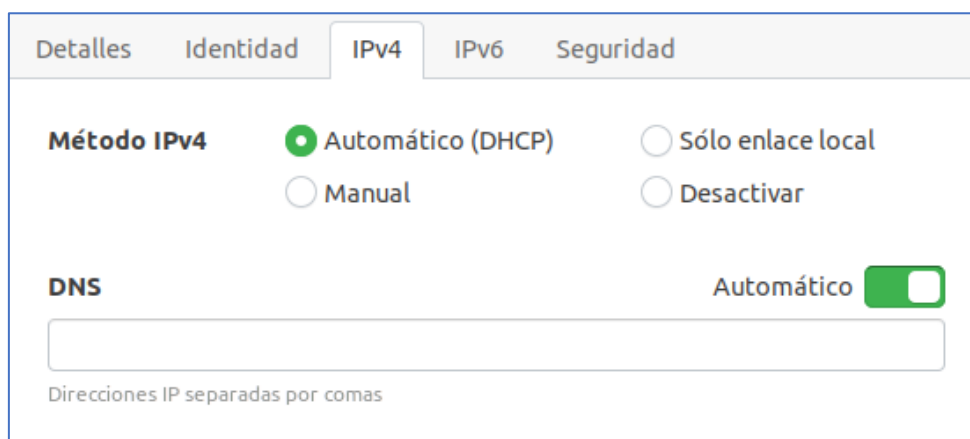 Detalles Identidad IPv4 IPv6 Seguridad
Método IPv4 Automático (DHCP) Sólo enlace local
Manual Desactivar
DNS Automático
Direcciones IP separadas por comas